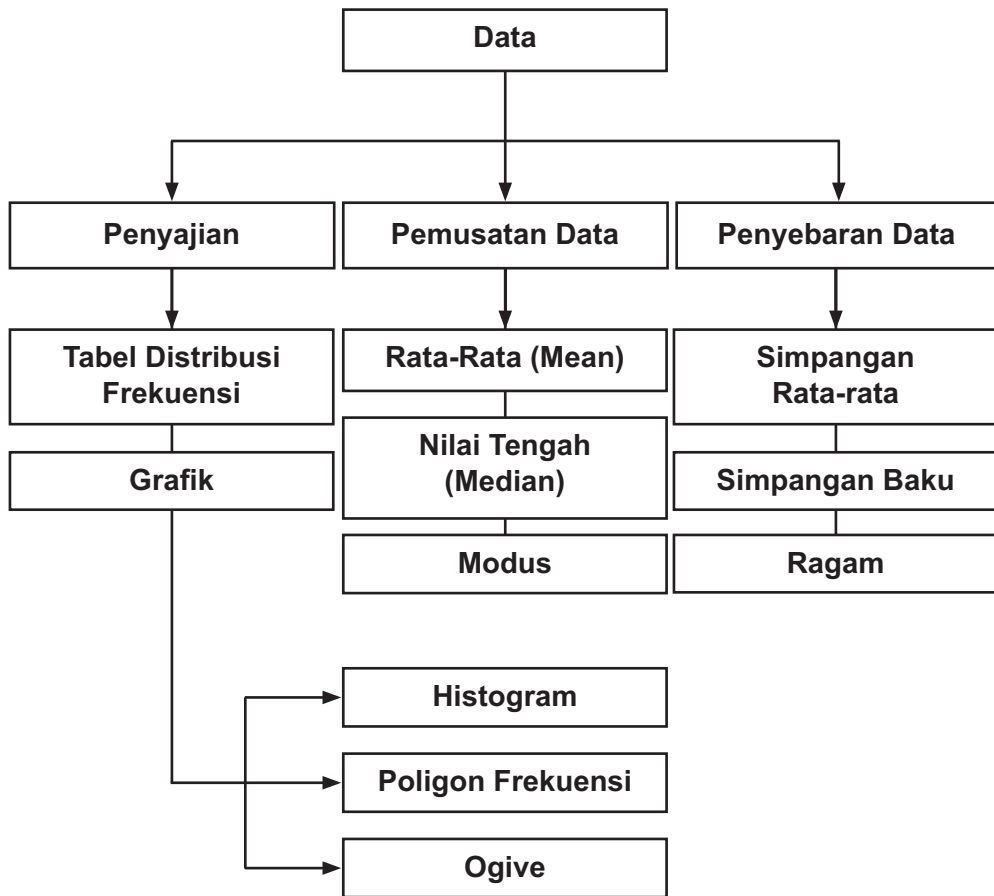 Data
Penyajian
Pemusatan Data
Penyebaran Data
Tabel Distribusi
Frekuensi
Rata-Rata (Mean)
Simpangan
Rata-rata
Grafik
Nilai Tengah
(Median)
Simpangan Baku
Modus
Ragam
Histogram
Poligon Frekuensi
Ogive